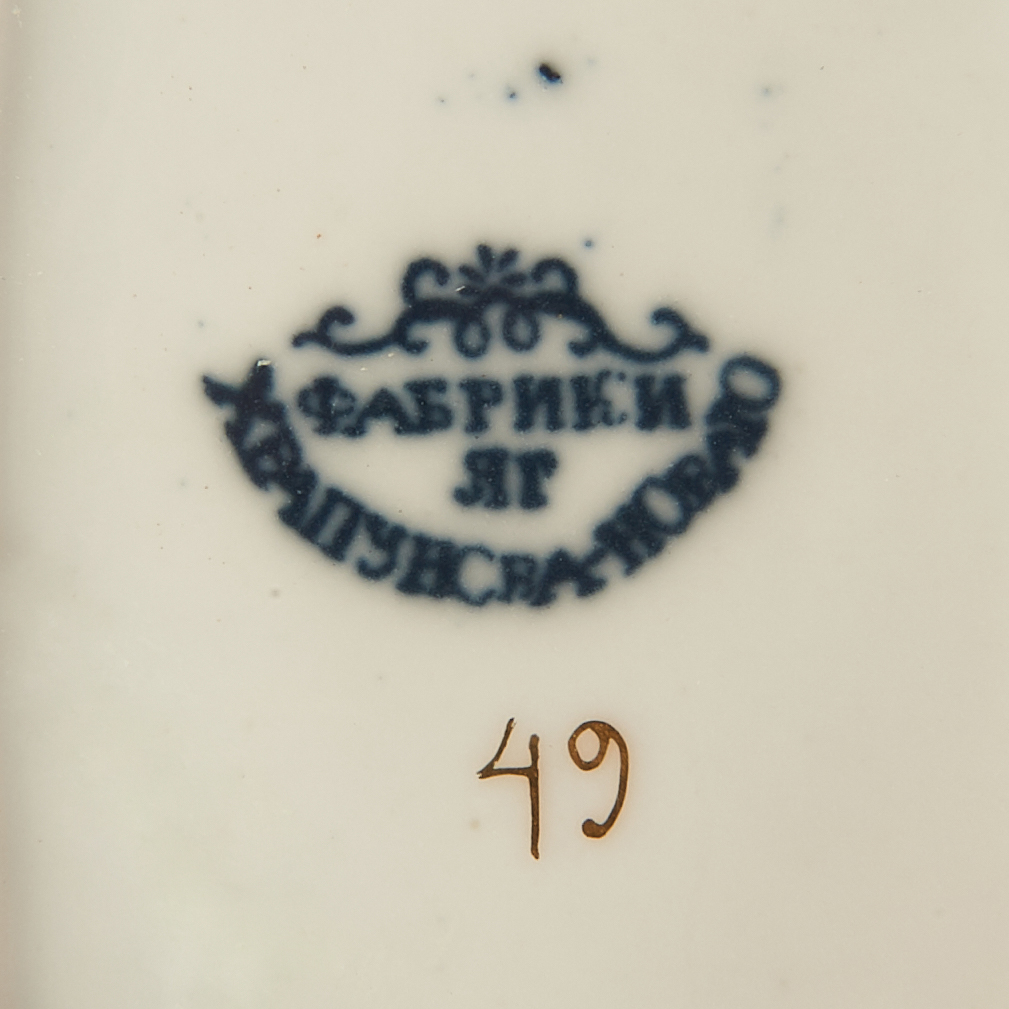 ФАБРИКИ
ЯГ
ХРАПУНОВА-НОВАГО
49